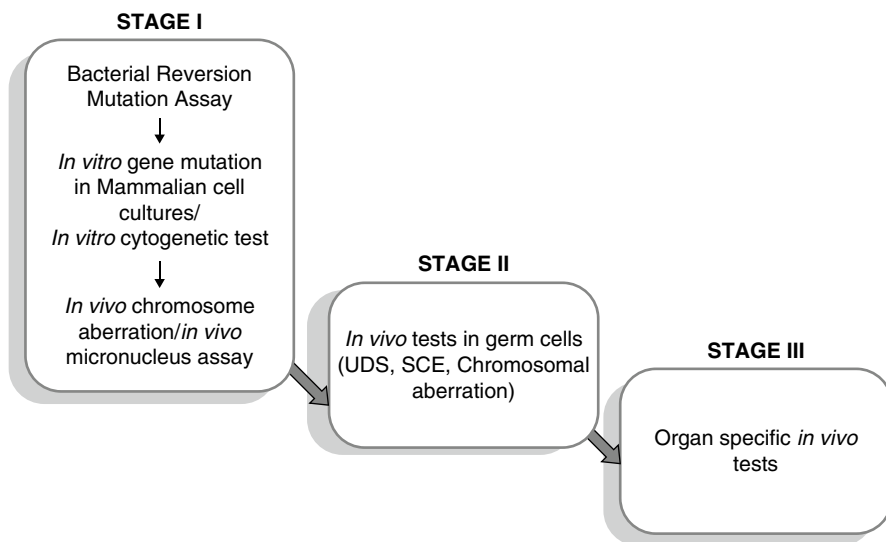 STAGE I
Bacterial Reversion
Mutation Assay
In vitro gene mutation
in Mammalian cell
cultures/
In vitro cytogenetic test
In vivo chromosome
aberration/in vivo
micronucleus assay
STAGE II
In vivo tests in germ cells
(UDS, SCE, Chromosomal
aberration)
STAGE III
Organ specific in vivo
tests